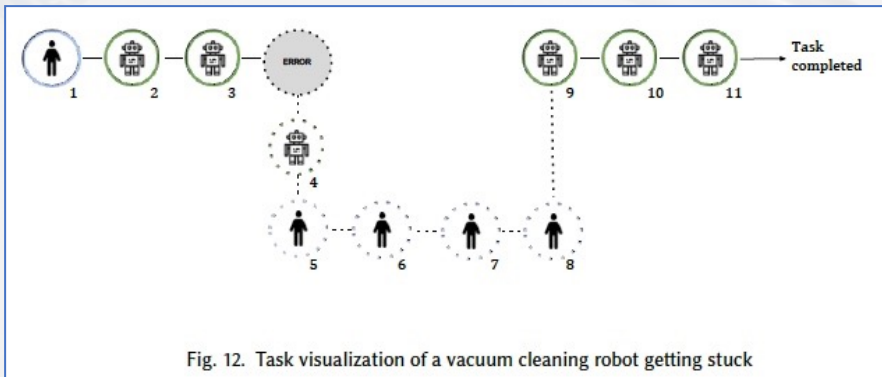 1
2
3
ERROR
4
5
6
7
8
9
10
11
Task
completed
Fig. 12. Task visualization of a vacuum cleaning robot getting stuck